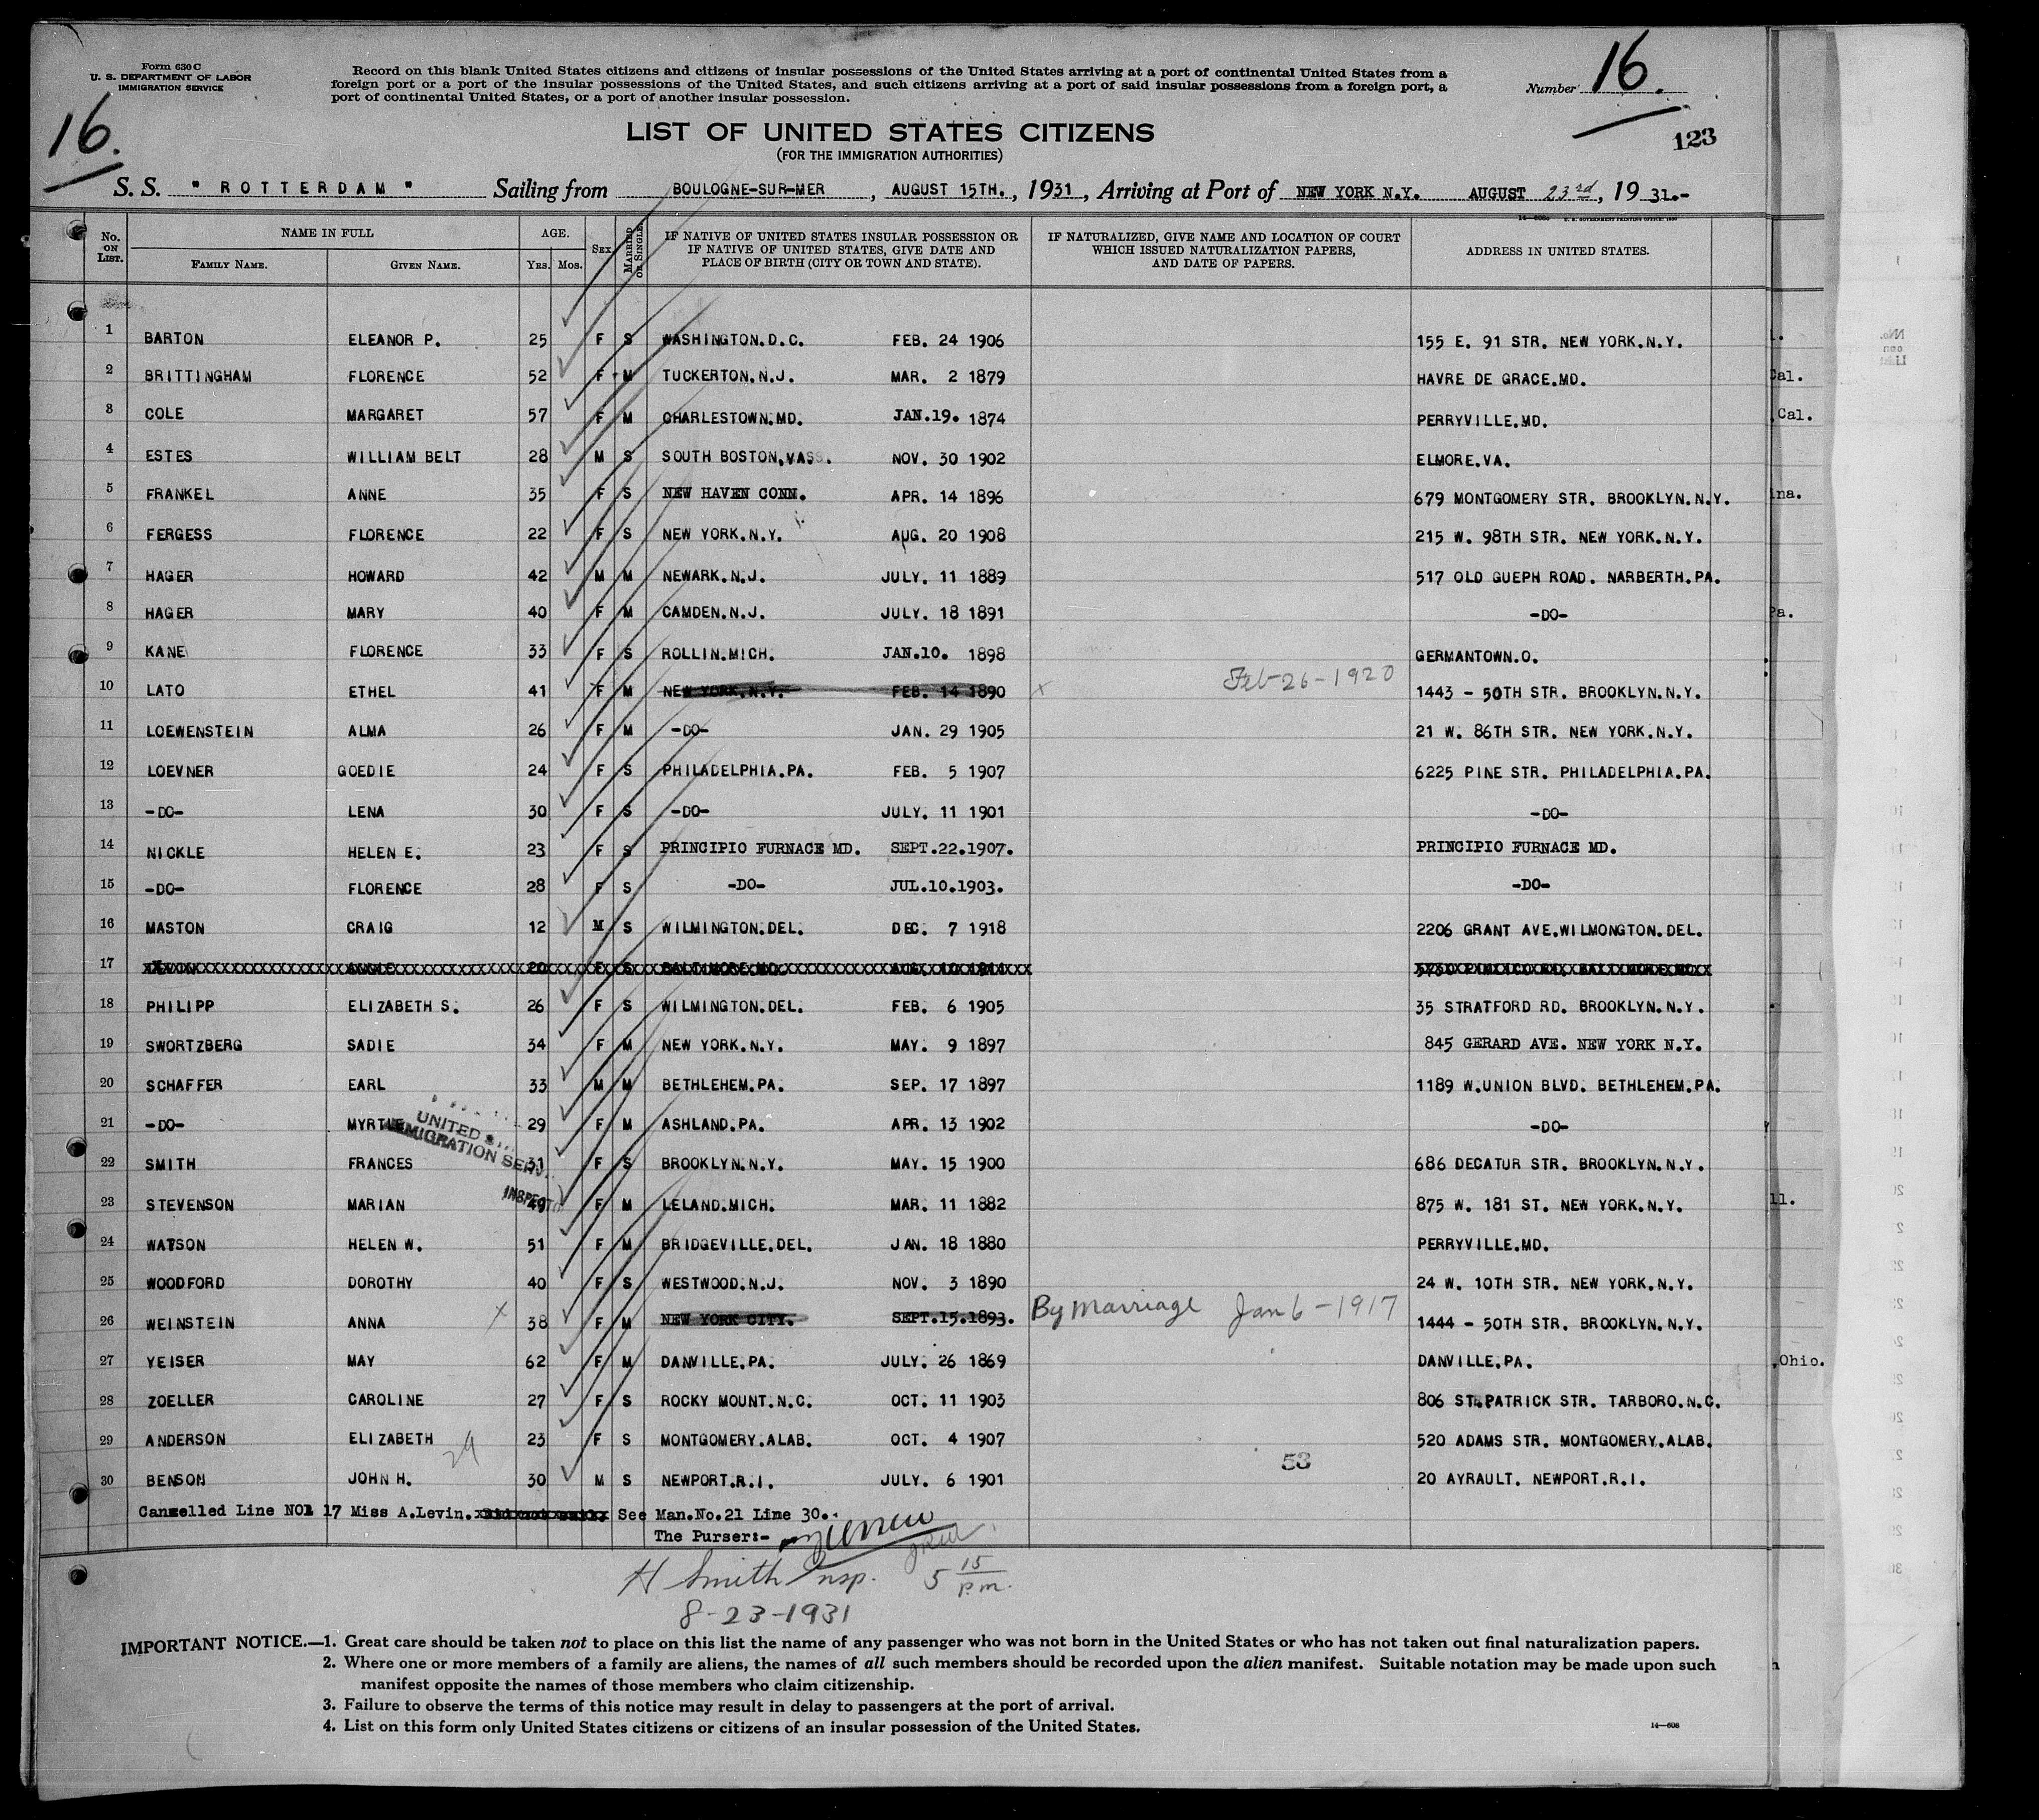 Form 630 C
U. S. DEPARTMENT OF LABOR
IMMIGRATION SERVICE
Record on this blank United States citizens and citizens of insular possessions of the United States arriving at a port of continental United States from a
foreign port or a port of the insular possessions of the United States, and such citizens arriving at a port of said insular possessions from a foreign port, a
port of continental United States, or a port of another insular possession.
Number 16.
16.
123
LIST OF UNITED STATES CITIZENS
(FOR THE IMMIGRATION AUTHORITIES)
S. S. " ROTTERDAM " Sailing from BOULOGNE-SUR-MER, AUGUST 15TH., 1931, Arriving at Port of NEW YORK N.Y. AUGUST 23rd, 1931.-
No. ON LIST. NAME IN FULL FAMILY NAME. GIVEN NAME. AGE. YRS. MOS. SEX MARRIED OR SINGLE IF NATIVE OF UNITED STATES INSULAR POSSESSION OR IF NATIVE OF UNITED STATES, GIVE DATE AND PLACE OF BIRTH (CITY OR TOWN AND STATE). IF NATURALIZED, GIVE NAME AND LOCATION OF COURT WHICH ISSUED NATURALIZATION PAPERS, AND DATE OF PAPERS. ADDRESS IN UNITED STATES.
1 BARTON ELEANOR P. 25 F S WASHINGTON.D.C. FEB. 24 1906 155 E. 91 STR. NEW YORK.N.Y.
2 BRITTINGHAM FLORENCE 52 F M TUCKERTON.N.J. MAR. 2 1879 HAVRE DE GRACE.MD. Cal.
3 COLE MARGARET 57 F M CHARLESTOWN.MD. JAN.19. 1874 PERRYVILLE.MD. Cal.
4 ESTES WILLIAM BELT 28 M S SOUTH BOSTON.VASS. NOV. 30 1902 ELMORE.VA.
5 FRANKEL ANNE 35 F S NEW HAVEN CONN. APR. 14 1896 679 MONTGOMERY STR. BROOKLYN.N.Y. ina.
6 FERGESS FLORENCE 22 F S NEW YORK.N.Y. AUG. 20 1908 215 W. 98TH STR. NEW YORK.N.Y.
7 HAGER HOWARD 42 M M NEWARK.N.J. JULY. 11 1889 517 OLD GUEPH ROAD. NARBERTH.PA.
8 HAGER MARY 40 F M CAMDEN.N.J. JULY. 18 1891 -DO- Pa.
9 KANE FLORENCE 33 F S ROLLIN.MICH. JAN.10. 1898 GERMANTOWN.O.
10 LATO ETHEL 41 F M NEW YORK.N.Y. FEB. 14 1890 x Feb-26-1920 1443 - 50TH STR. BROOKLYN.N.Y.
11 LOEWENSTEIN ALMA 26 F M -DO- JAN. 29 1905 21 W. 86TH STR. NEW YORK.N.Y.
12 LOEVNER GOEDIE 24 F S PHILADELPHIA.PA. FEB. 5 1907 6225 PINE STR. PHILADELPHIA.PA.
13 -DO- LENA 30 F S -DO- JULY. 11 1901 -DO-
14 NICKLE HELEN E. 23 F S PRINCIPIO FURNACE MD. SEPT.22.1907. PRINCIPIO FURNACE MD.
15 -DO- FLORENCE 28 F S -DO- JUL.10.1903. -DO-
16 MASTON CRAIG 12 M S WILMINGTON.DEL. DEC. 7 1918 2206 GRANT AVE.WILMONGTON.DEL.
17
18 PHILIPP ELIZABETH S. 26 F S WILMINGTON.DEL. FEB. 6 1905 35 STRATFORD RD. BROOKLYN.N.Y.
19 SWORTZBERG SADIE 34 F M NEW YORK.N.Y. MAY. 9 1897 845 GERARD AVE. NEW YORK N.Y.
20 SCHAFFER EARL 33 M M BETHLEHEM.PA. SEP. 17 1897 1189 W.UNION BLVD. BETHLEHEM.PA.
21 -DO- MYRTLE 29 F M ASHLAND.PA. APR. 13 1902 -DO-
UNITED
IMMIGRATION SERV.
INSPECT
22 SMITH FRANCES 31 F S BROOKLYN.N.Y. MAY. 15 1900 686 DECATUR STR. BROOKLYN.N.Y.
23 STEVENSON MARIAN 49 F M LELAND.MICH. MAR. 11 1882 875 W. 181 ST. NEW YORK.N.Y. ll.
24 WATSON HELEN W. 51 F M BRIDGEVILLE.DEL. JAN. 18 1880 PERRYVILLE.MD.
25 WOODFORD DOROTHY 40 F S WESTWOOD.N.J. NOV. 3 1890 24 W. 10TH STR. NEW YORK.N.Y.
26 WEINSTEIN ANNA x 38 F M NEW YORK CITY. SEPT.15.1893. By Marriage Jan 6-1917 1444 - 50TH STR. BROOKLYN.N.Y.
27 YEISER MAY 62 F M DANVILLE.PA. JULY. 26 1869 DANVILLE.PA. ,Ohio.
28 ZOELLER CAROLINE 27 F S ROCKY MOUNT.N.C. OCT. 11 1903 806 ST.PATRICK STR. TARBORO.N.C.
29 ANDERSON ELIZABETH 23 F S MONTGOMERY.ALAB. OCT. 4 1907 520 ADAMS STR. MONTGOMERY.ALAB.
29
53
30 BENSON JOHN H. 30 M S NEWPORT.R.I. JULY. 6 1901 20 AYRAULT. NEWPORT.R.I.
Canzelled Line NO1 17 Miss A.Levin. See Man.No.21 Line 30.
The Purser:-
H Smith Insp. 5 15 p.m.
8-23-1931
IMPORTANT NOTICE.—1. Great care should be taken not to place on this list the name of any passenger who was not born in the United States or who has not taken out final naturalization papers.
2. Where one or more members of a family are aliens, the names of all such members should be recorded upon the alien manifest. Suitable notation may be made upon such
manifest opposite the names of those members who claim citizenship.
3. Failure to observe the terms of this notice may result in delay to passengers at the port of arrival.
4. List on this form only United States citizens or citizens of an insular possession of the United States.
14—608